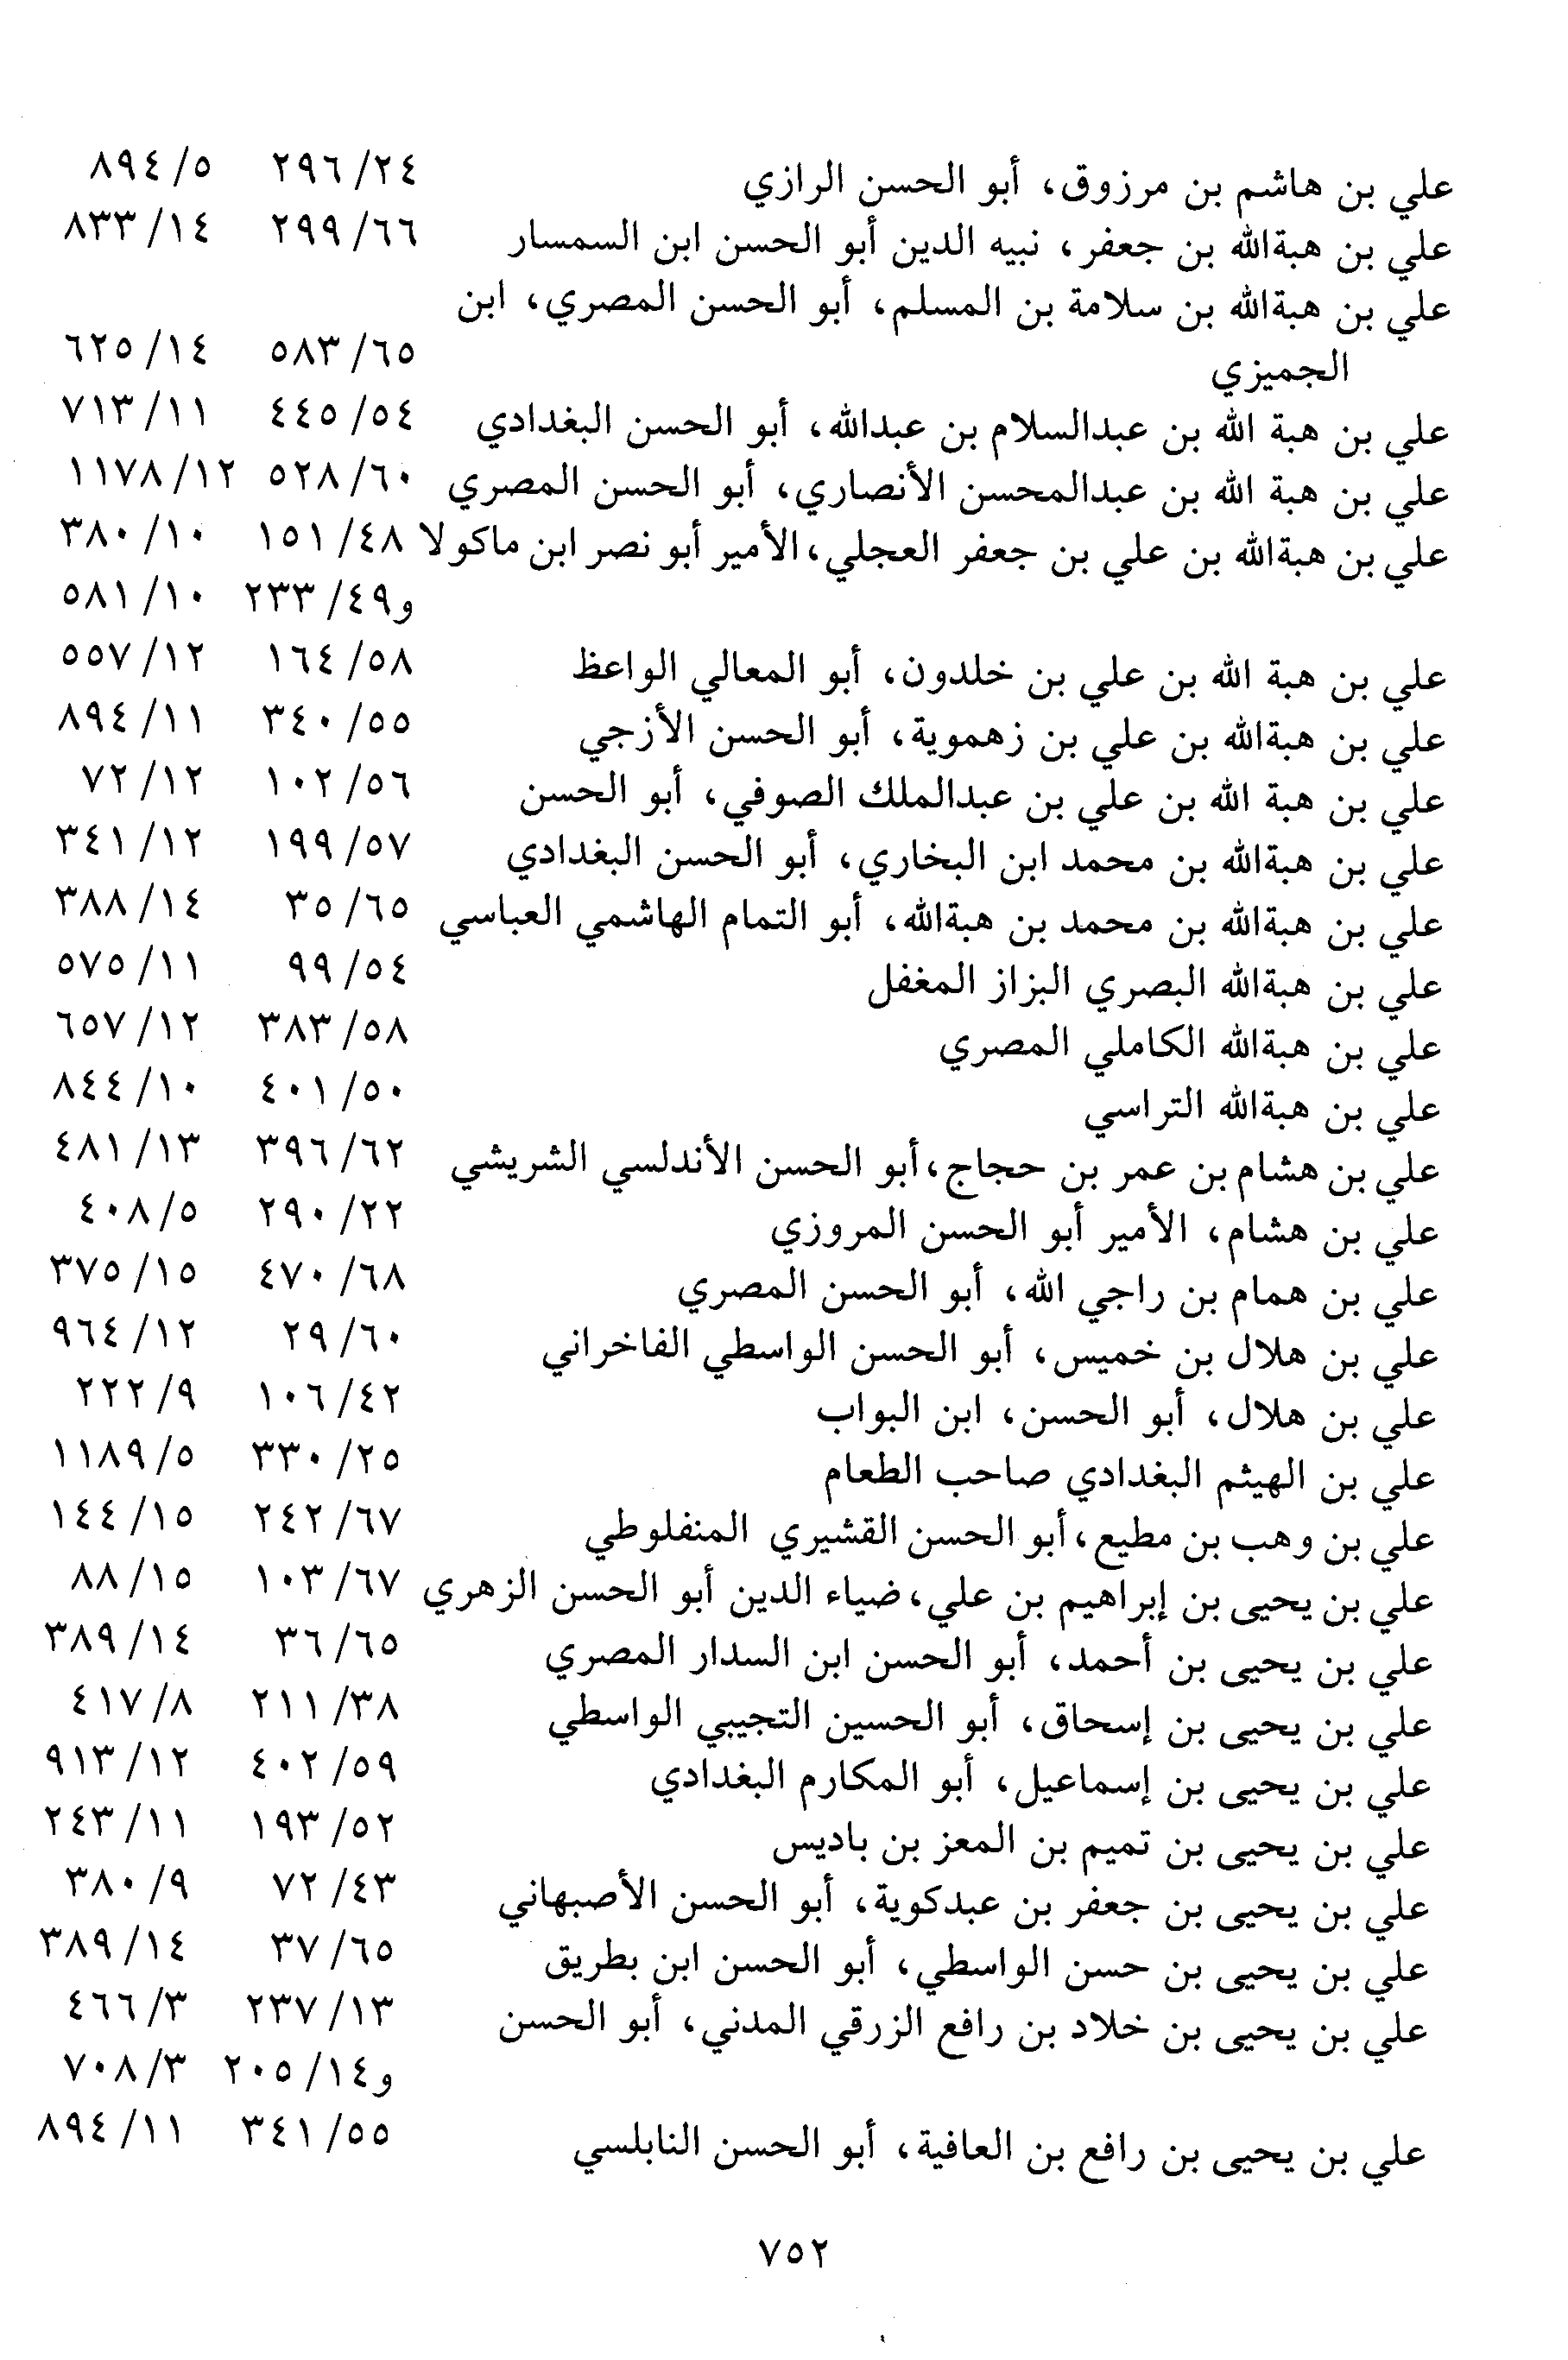 علي بن هاشم بن مرزوق، أبو الحسن الرازي ٢٤/ ٢٩٦ ٥/ ٨٩٤
علي بن هبةالله بن جعفر، نبيه الدين أبو الحسن ابن السمسار ٦٦/ ٢٩٩ ١٤/ ٨٣٣
علي بن هبةالله بن سلامة بن المسلم، أبو الحسن المصري، ابن
الجميزي ٦٥/ ٥٨٣ ١٤/ ٦٢٥
علي بن هبة الله بن عبدالسلام بن عبدالله، أبو الحسن البغدادي ٥٤/ ٤٤٥ ١١/ ٧١٣
علي بن هبة الله بن عبدالمحسن الأنصاري، أبو الحسن المصري ٦٠/ ٥٢٨ ١٢/ ١١٧٨
علي بن هبةالله بن علي بن جعفر العجلي، الأمير أبو نصر ابن ماكولا ٤٨/ ١٥١ ١٠/ ٣٨٠
و٤٩/ ٢٣٣ ١٠/ ٥٨١
علي بن هبة الله بن علي بن خلدون، أبو المعالي الواعظ ٥٨/ ١٦٤ ١٢/ ٥٥٧
علي بن هبةالله بن علي بن زهموية، أبو الحسن الأزجي ٥٥/ ٣٤٠ ١١/ ٨٩٤
علي بن هبة الله بن علي بن عبدالملك الصوفي، أبو الحسن ٥٦/ ١٠٢ ١٢/ ٧٢
علي بن هبةالله بن محمد ابن البخاري، أبو الحسن البغدادي ٥٧/ ١٩٩ ١٢/ ٣٤١
علي بن هبةالله بن محمد بن هبةالله، أبو التمام الهاشمي العباسي ٦٥/ ٣٥ ١٤/ ٣٨٨
علي بن هبةالله البصري البزاز المغفل ٥٤/ ٩٩ ١١/ ٥٧٥
علي بن هبةالله الكاملي المصري ٥٨/ ٣٨٣ ١٢/ ٦٥٧
علي بن هبةالله التراسي ٥٠/ ٤٠١ ١٠/ ٨٤٤
علي بن هشام بن عمر بن حجاج، أبو الحسن الأندلسي الشريشي ٦٢/ ٣٩٦ ١٣/ ٤٨١
علي بن هشام، الأمير أبو الحسن المروزي ٢٢/ ٢٩٠ ٥/ ٤٠٨
علي بن همام بن راجي الله، أبو الحسن المصري ٦٨/ ٤٧٠ ١٥/ ٣٧٥
علي بن هلال بن خميس، أبو الحسن الواسطي الفاخراني ٦٠/ ٢٩ ١٢/ ٩٦٤
علي بن هلال، أبو الحسن، ابن البواب ٤٢/ ١٠٦ ٩/ ٢٢٢
علي بن الهيثم البغدادي صاحب الطعام ٢٥/ ٣٣٠ ٥/ ١١٨٩
علي بن وهب بن مطيع، أبو الحسن القشيري المنفلوطي ٦٧/ ٢٤٢ ١٥/ ١٤٤
علي بن يحيى بن إبراهيم بن علي، ضياء الدين أبو الحسن الزهري ٦٧/ ١٠٣ ١٥/ ٨٨
علي بن يحيى بن أحمد، أبو الحسن ابن السدار المصري ٦٥/ ٣٦ ١٤/ ٣٨٩
علي بن يحيى بن إسحاق، أبو الحسين التجيبي الواسطي ٣٨/ ٢١١ ٨/ ٤١٧
علي بن يحيى بن إسماعيل، أبو المكارم البغدادي ٥٩/ ٤٠٢ ١٢/ ٩١٣
علي بن يحيى بن تميم بن المعز بن باديس ٥٢/ ١٩٣ ١١/ ٢٤٣
علي بن يحيى بن جعفر بن عبدكوية، أبو الحسن الأصبهاني ٤٣/ ٧٢ ٩/ ٣٨٠
علي بن يحيى بن حسن الواسطي، أبو الحسن ابن بطريق ٦٥/ ٣٧ ١٤/ ٣٨٩
علي بن يحيى بن خلاد بن رافع الزرقي المدني، أبو الحسن ١٣/ ٢٣٧ ٣/ ٤٦٦
و١٤/ ٢٠٥ ٣/ ٧٠٨
علي بن يحيى بن رافع بن العافية، أبو الحسن النابلسي ٥٥/ ٣٤١ ١١/ ٨٩٤
٧٥٢